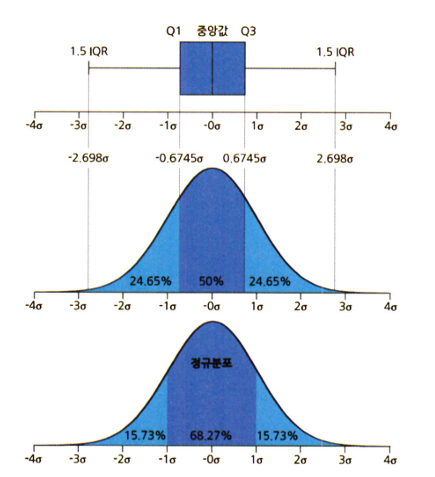 Q1 중앙값 Q3
1.5 IQR 1.5 IQR
-4σ -3σ -2σ -1σ -0σ 1σ 2σ 3σ 4σ
-2.698σ -0.6745σ 0.6745σ 2.698σ
24.65% 50% 24.65%
-4σ -3σ -2σ -1σ -0σ 1σ 2σ 3σ 4σ
정규분포
15.73% 68.27% 15.73%
-4σ -3σ -2σ -1σ -0σ 1σ 2σ 3σ 4σ